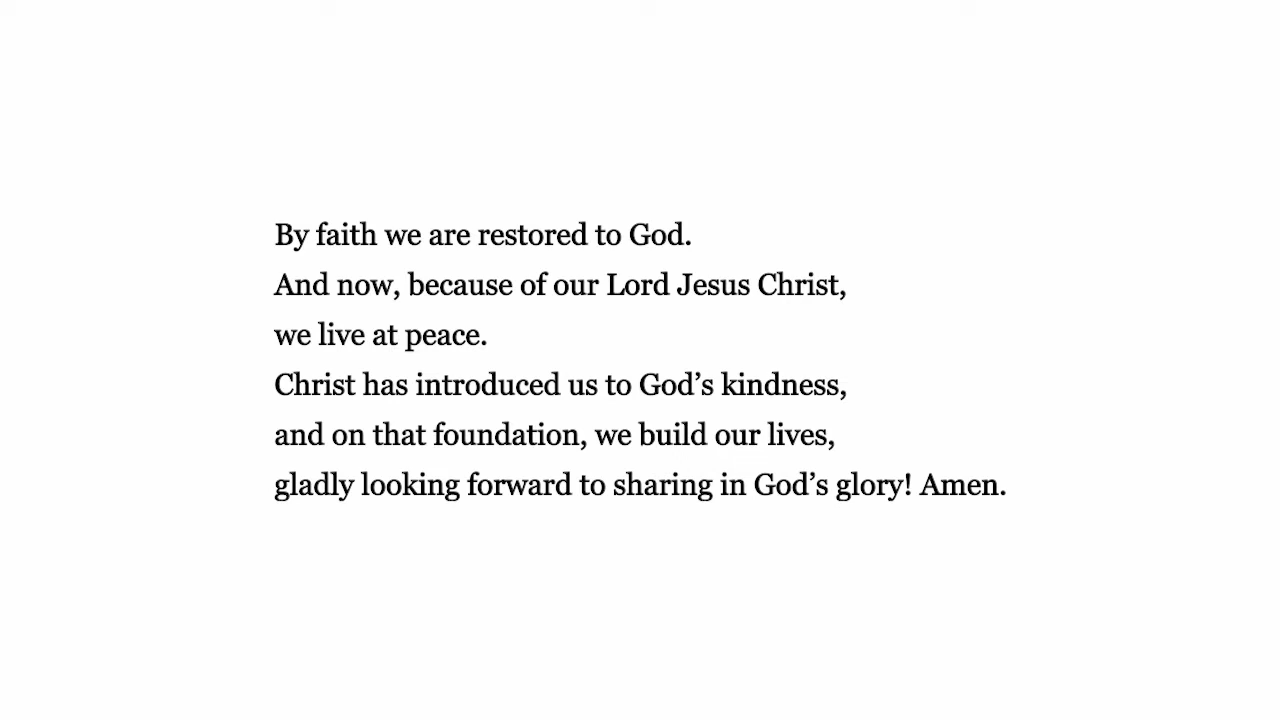 By faith we are restored to God.
And now, because of our Lord Jesus Christ,
we live at peace.
Christ has introduced us to God’s kindness,
and on that foundation, we build our lives,
gladly looking forward to sharing in God’s glory! Amen.